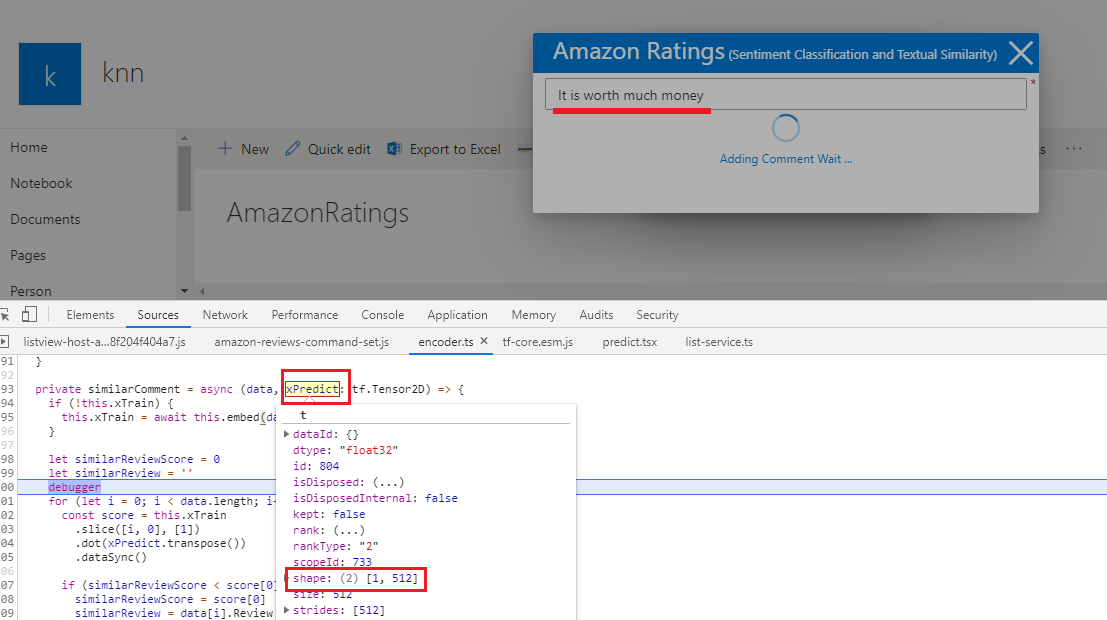 k knn
Amazon Ratings (Sentiment Classification and Textual Similarity)
It is worth much money *
Adding Comment Wait ...
Home
Notebook
Documents
Pages
Person
New Quick edit Export to Excel ...
AmazonRatings
Elements Sources Network Performance Console Application Memory Audits Security
listview-host-a...8f204f404a7.js amazon-reviews-command-set.js encoder.ts × tf-core.esm.js predict.tsx list-service.ts
91 }
92
93 private similarComment = async (data, xPredict: tf.Tensor2D) => {
94 if (!this.xTrain) {
95 this.xTrain = await this.embed(da
96 }
97
98 let similarReviewScore = 0
99 let similarReview = ''
00 debugger
01 for (let i = 0; i < data.length; i
02 const score = this.xTrain
03 .slice([i, 0], [1])
04 .dot(xPredict.transpose())
05 .dataSync()
06
07 if (similarReviewScore < score[0]
08 similarReviewScore = score[0]
09 similarReview = data[i].Review
t
dataId: {}
dtype: "float32"
id: 804
isDisposed: (...)
isDisposedInternal: false
kept: false
rank: (...)
rankType: "2"
scopeId: 733
shape: (2) [1, 512]
size: 512
strides: [512]